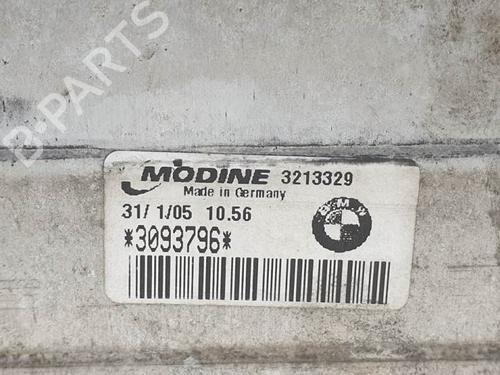 B-PARTS
MODINE 3213329
Made in Germany
31/ 1/05 10.56
BMW
*3093796*